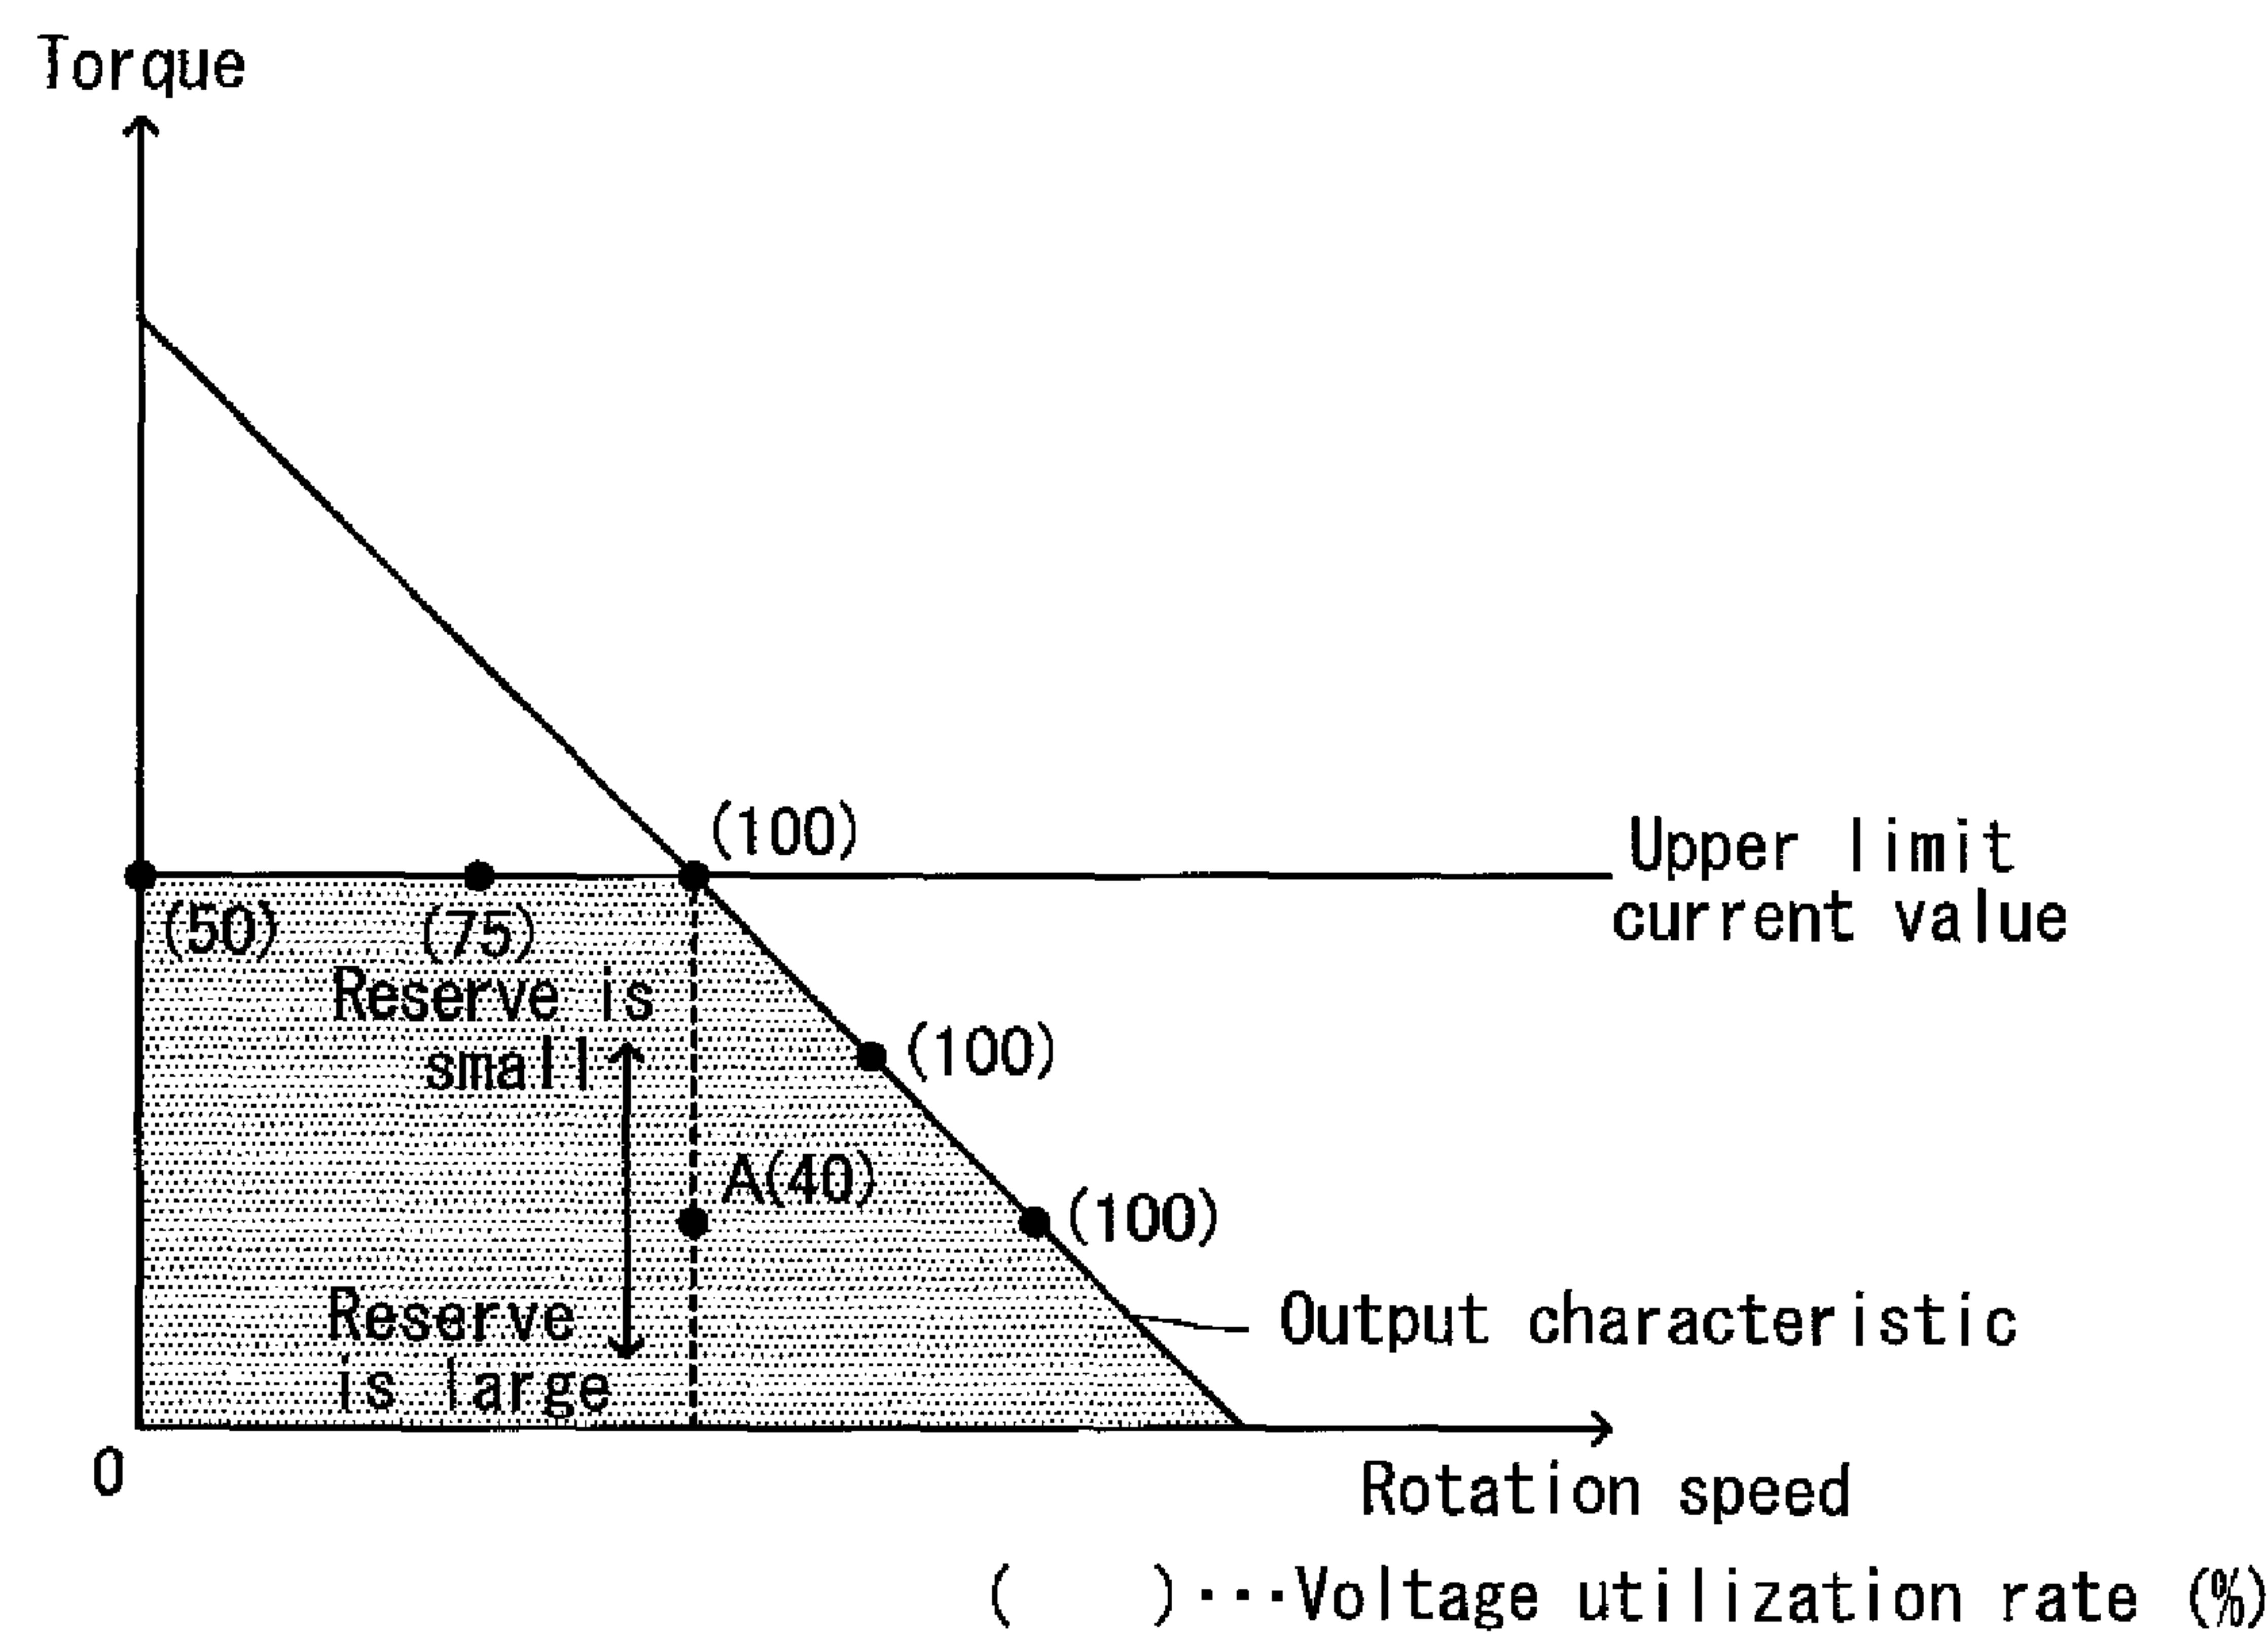 Torque
(100)
Upper limit
current value
(50)
(75)
Reserve is
small
(100)
A(40)
(100)
Reserve
is large
Output characteristic
0
Rotation speed
( )···Voltage utilization rate (%)